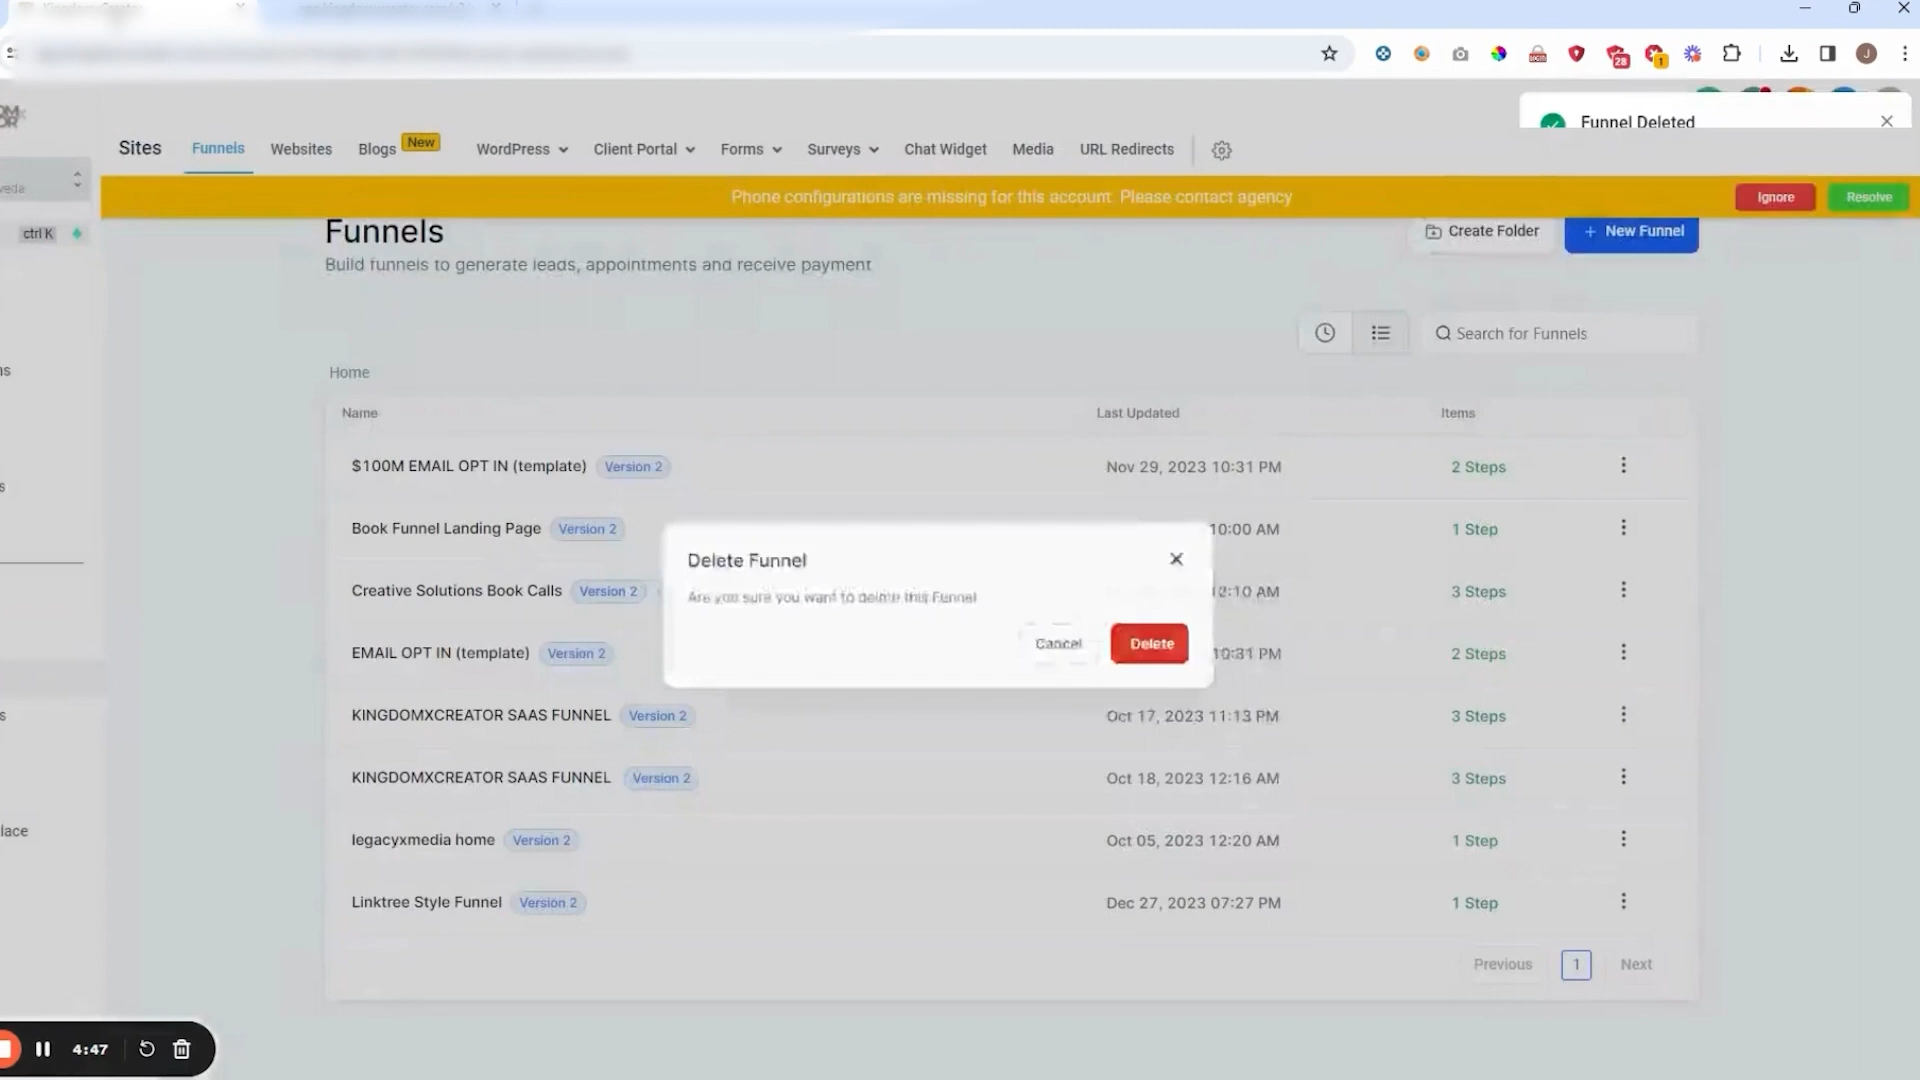 28
1
Funnel Deleted
Sites Funnels Websites Blogs New WordPress Client Portal Forms Surveys Chat Widget Media URL Redirects
veda
Phone configurations are missing for this account. Please contact agency Ignore Resolve
ctrl K
Funnels
Create Folder + New Funnel
Build funnels to generate leads, appointments and receive payment
Search for Funnels
Home
Name Last Updated Items
$100M EMAIL OPT IN (template) Version 2 Nov 29, 2023 10:31 PM 2 Steps
Book Funnel Landing Page Version 2 10:00 AM 1 Step
Delete Funnel
Creative Solutions Book Calls Version 2 2:10 AM 3 Steps
Are you sure you want to delete this Funnel
Cancel Delete
EMAIL OPT IN (template) Version 2 10:31 PM 2 Steps
KINGDOMXCREATOR SAAS FUNNEL Version 2 Oct 17, 2023 11:13 PM 3 Steps
KINGDOMXCREATOR SAAS FUNNEL Version 2 Oct 18, 2023 12:16 AM 3 Steps
lace
legacyxmedia home Version 2 Oct 05, 2023 12:20 AM 1 Step
Linktree Style Funnel Version 2 Dec 27, 2023 07:27 PM 1 Step
Previous 1 Next
4:47